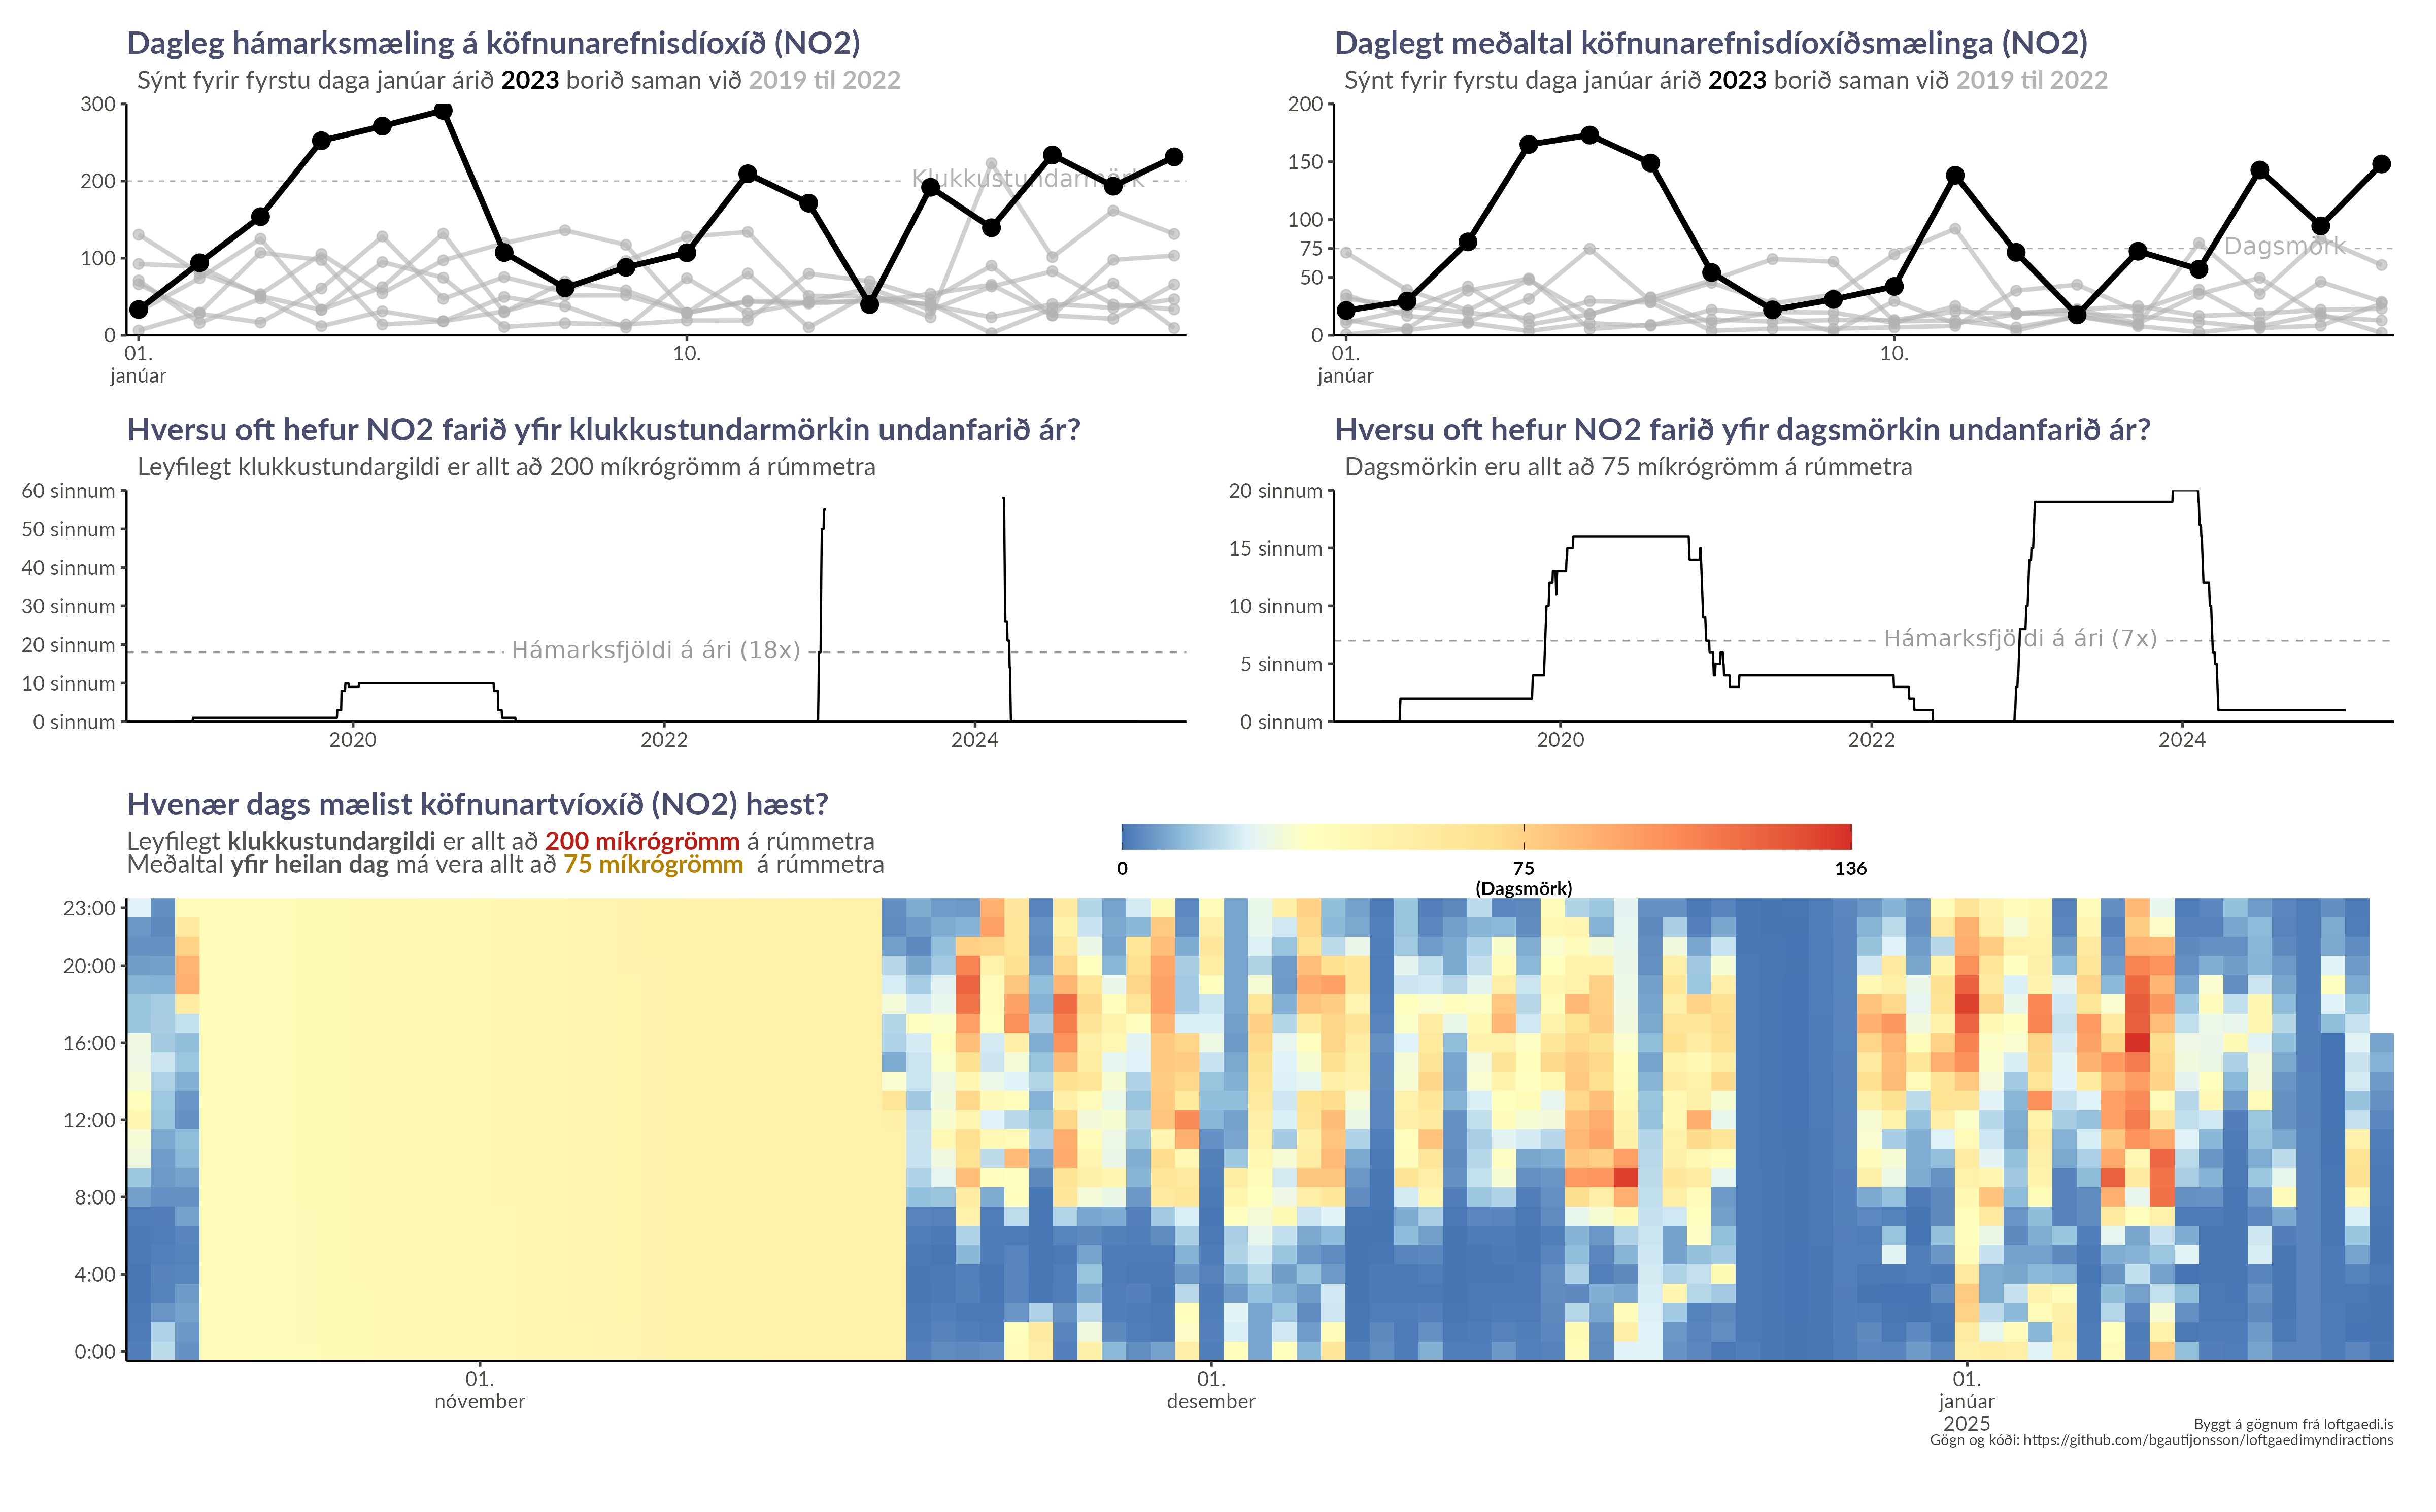 Dagleg hámarksmæling á köfnunarefnisdíoxíð (NO2)
Sýnt fyrir fyrstu daga janúar árið 2023 borið saman við 2019 til 2022
300
200
100
0
Klukkustundarmörk
01.
janúar
10.
Daglegt meðaltal köfnunarefnisdíoxíðsmælinga (NO2)
Sýnt fyrir fyrstu daga janúar árið 2023 borið saman við 2019 til 2022
200
150
100
75
50
0
Dagsmörk
01.
janúar
10.
Hversu oft hefur NO2 farið yfir klukkustundarmörkin undanfarið ár?
Leyfilegt klukkustundargildi er allt að 200 míkrógrömm á rúmmetra
60 sinnum
50 sinnum
40 sinnum
30 sinnum
20 sinnum
10 sinnum
0 sinnum
Hámarksfjöldi á ári (18x)
2020
2022
2024
Hversu oft hefur NO2 farið yfir dagsmörkin undanfarið ár?
Dagsmörkin eru allt að 75 míkrógrömm á rúmmetra
20 sinnum
15 sinnum
10 sinnum
5 sinnum
0 sinnum
Hámarksfjöldi á ári (7x)
2020
2022
2024
Hvenær dags mælist köfnunartvíoxíð (NO2) hæst?
Leyfilegt klukkustundargildi er allt að 200 míkrógrömm á rúmmetra
Meðaltal yfir heilan dag má vera allt að 75 míkrógrömm á rúmmetra
0
75
(Dagsmörk)
136
23:00
20:00
16:00
12:00
8:00
4:00
0:00
01.
nóvember
01.
desember
01.
janúar
2025
Byggt á gögnum frá loftgaedi.is
Gögn og kóði: https://github.com/bgautijonsson/loftgaedimyndiractions